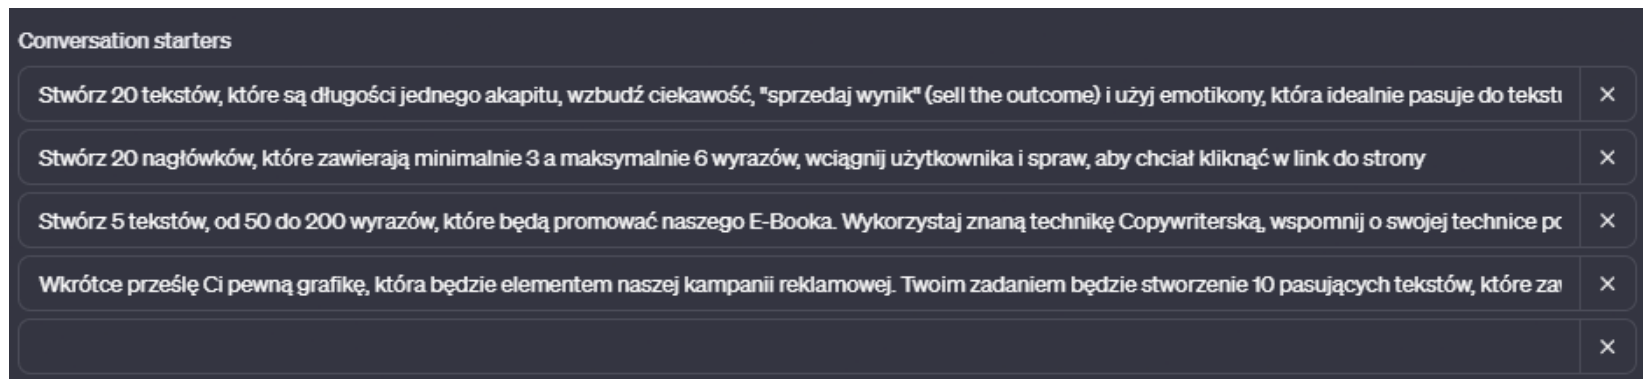 Conversation starters
Stwórz 20 tekstów, które są długości jednego akapitu, wzbudź ciekawość, "sprzedaj wynik" (sell the outcome) i użyj emotikony, która idealnie pasuje do tekstu
Stwórz 20 nagłówków, które zawierają minimalnie 3 a maksymalnie 6 wyrazów, wciągnij użytkownika i spraw, aby chciał kliknąć w link do strony
Stwórz 5 tekstów, od 50 do 200 wyrazów, które będą promować naszego E-Booka. Wykorzystaj znaną technikę Copywriterską, wspomnij o swojej technice
Wkrótce prześlę Ci pewną grafikę, która będzie elementem naszej kampanii reklamowej. Twoim zadaniem będzie stworzenie 10 pasujących tekstów, które